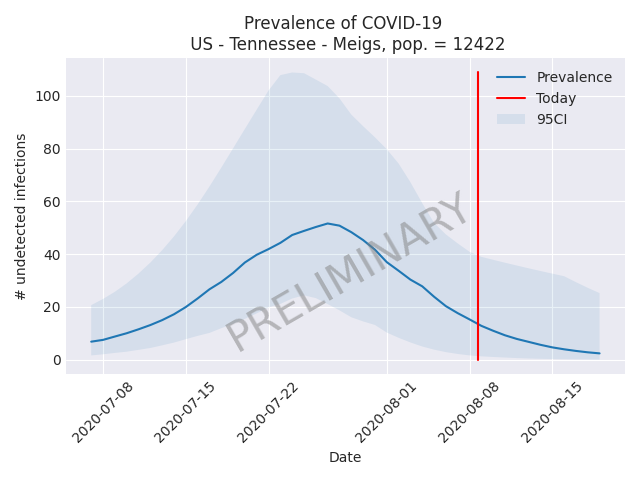 Prevalence of COVID-19
US - Tennessee - Meigs, pop. = 12422
Prevalence
Today
95CI
PRELIMINARY
# undetected infections
100
80
60
40
20
0
2020-07-08
2020-07-15
2020-07-22
2020-08-01
2020-08-08
2020-08-15
Date